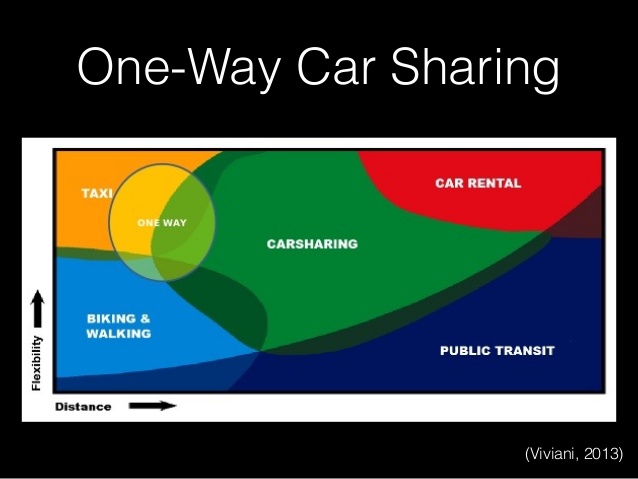 One-Way Car Sharing
TAXI
ONE WAY
CAR RENTAL
CARSHARING
BIKING &
WALKING
PUBLIC TRANSIT
Flexibility
Distance
(Viviani, 2013)